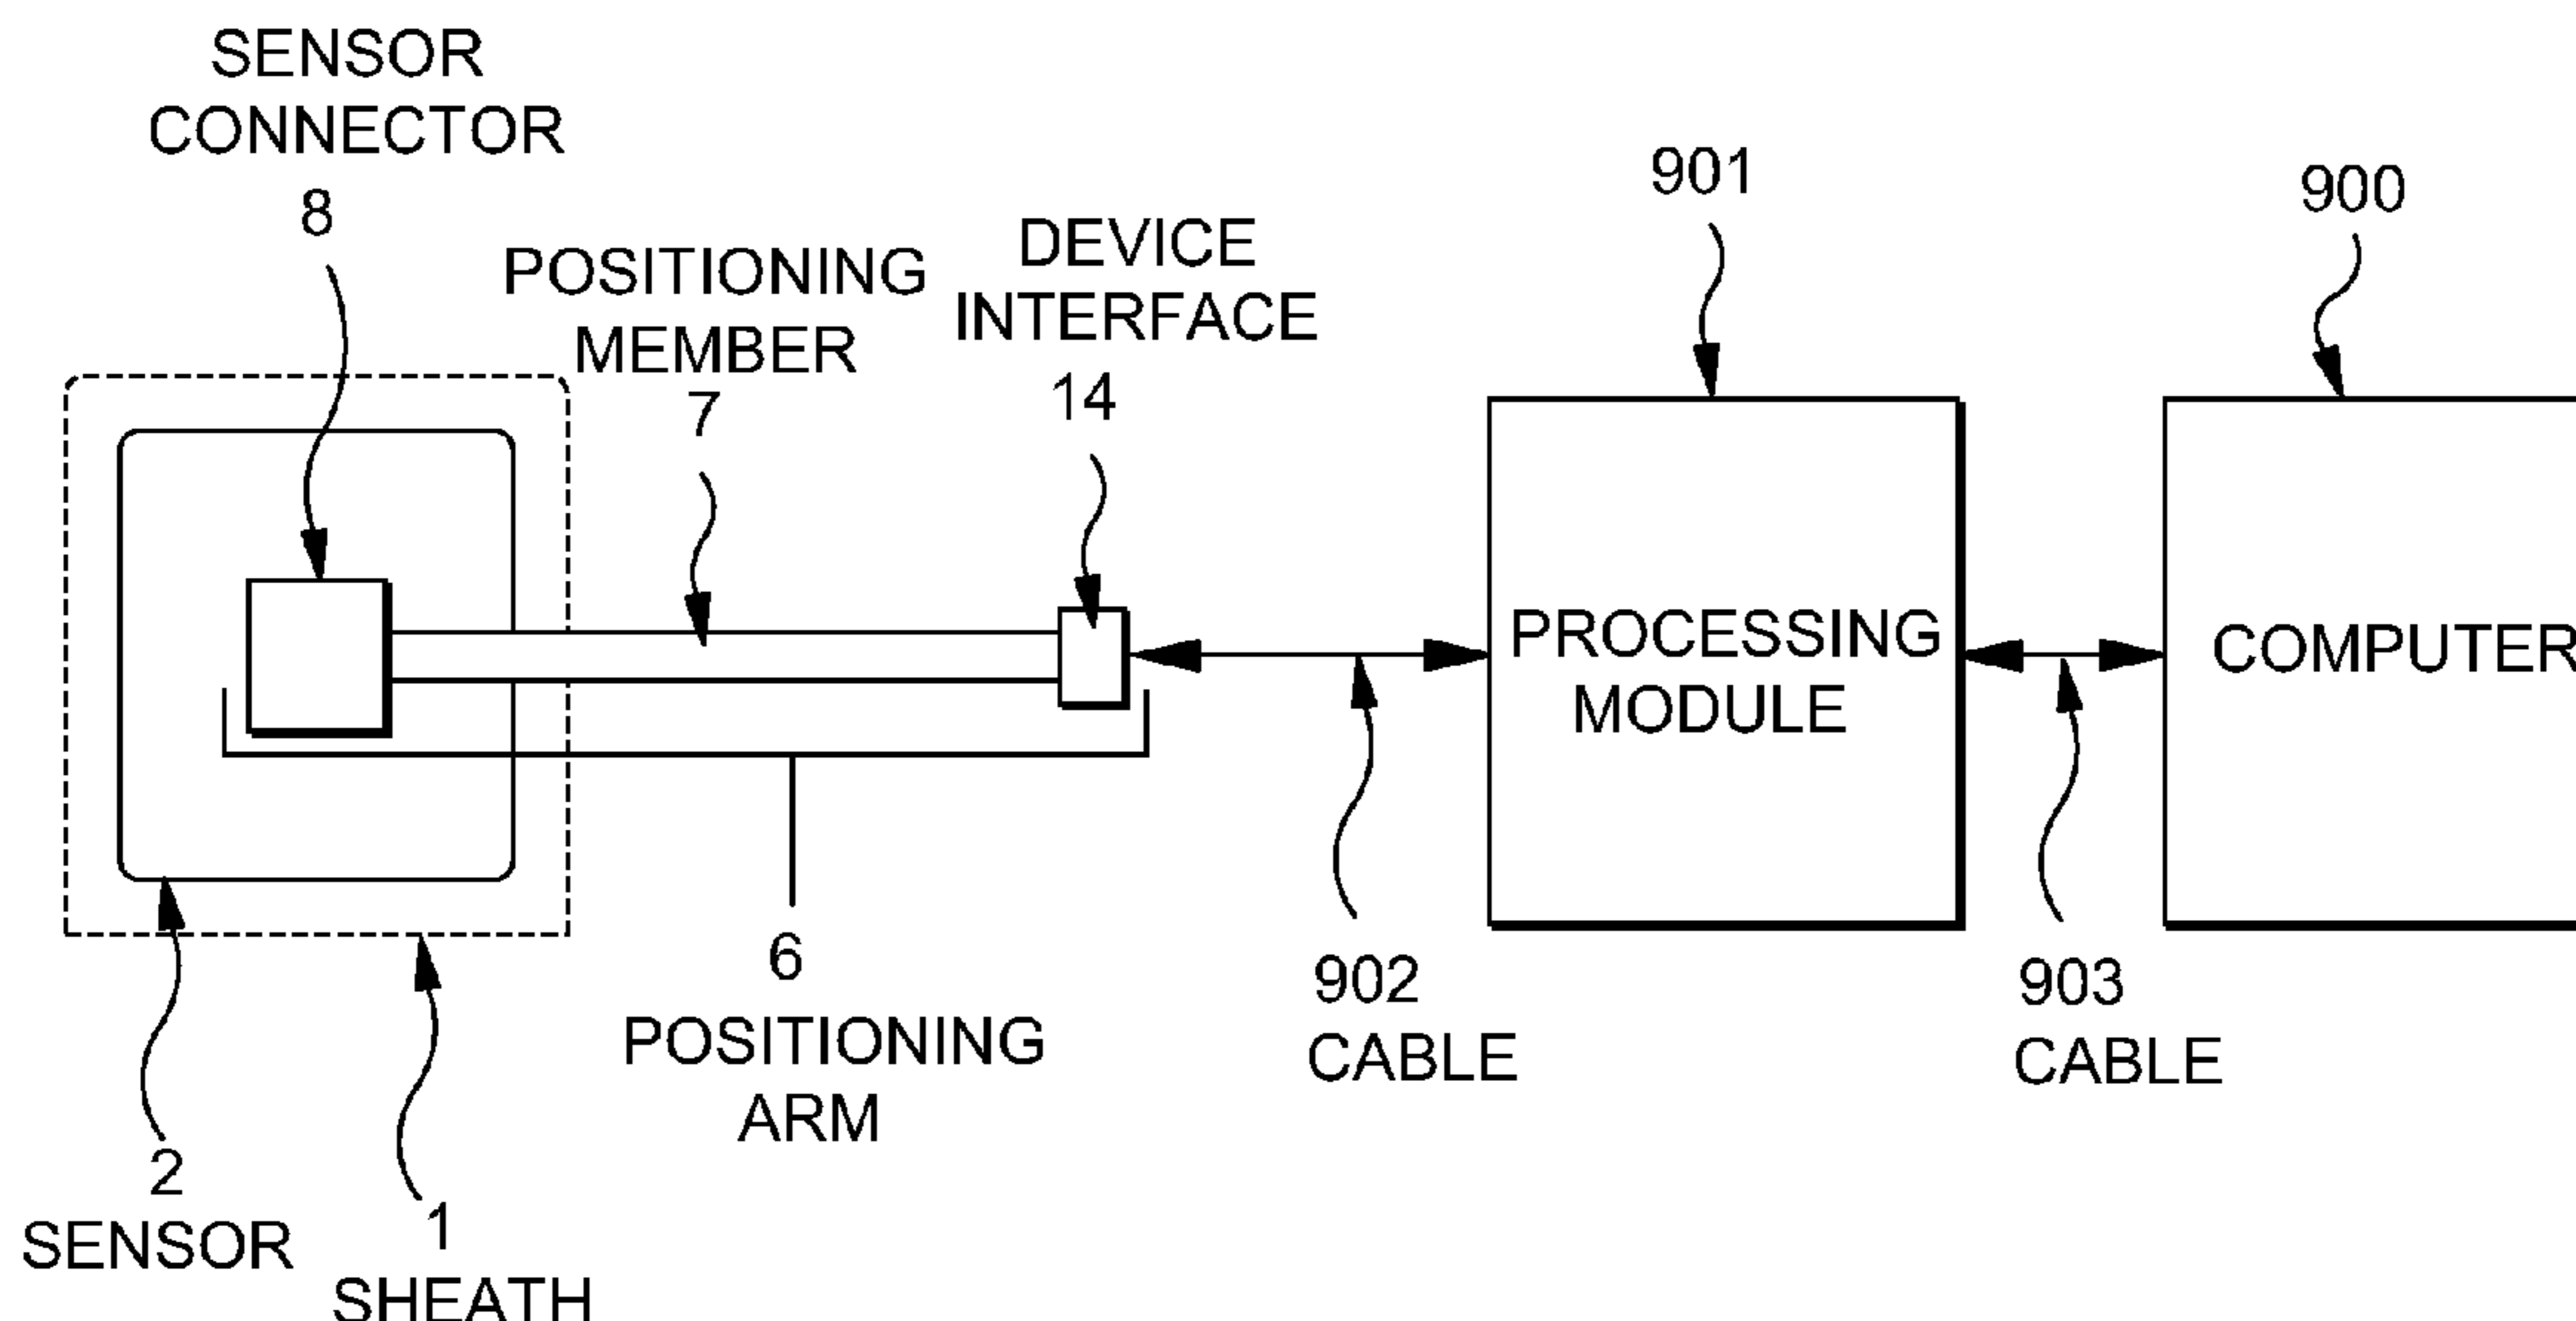 SENSOR
CONNECTOR
8
POSITIONING
MEMBER
7
DEVICE
INTERFACE
14
901
900
PROCESSING
MODULE
COMPUTER
6
POSITIONING
ARM
902
CABLE
903
CABLE
2
SENSOR
1
SHEATH